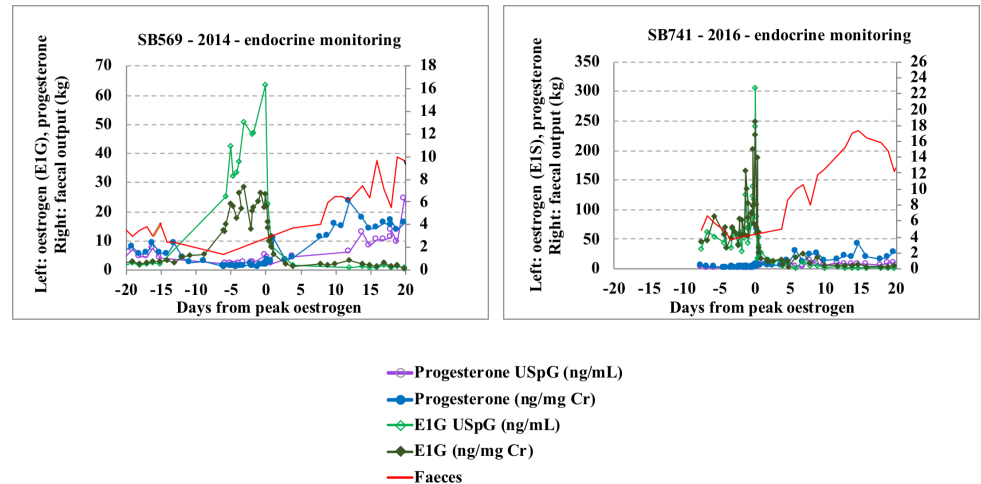 SB569 - 2014 - endocrine monitoring
Left: oestrogen (E1G), progesterone
Right: faecal output (kg)
70
60
50
40
30
20
10
0
18
16
14
12
10
8
6
4
2
0
-20 -15 -10 -5 0 5 10 15 20
Days from peak oestrogen
SB741 - 2016 - endocrine monitoring
Left: oestrogen (E1S), progesterone
Right: faecal output (kg)
350
300
250
200
150
100
50
0
26
24
22
20
18
16
14
12
10
8
6
4
2
0
-20 -15 -10 -5 0 5 10 15 20
Days from peak oestrogen
Progesterone USpG (ng/mL)
Progesterone (ng/mg Cr)
E1G USpG (ng/mL)
E1G (ng/mg Cr)
Faeces